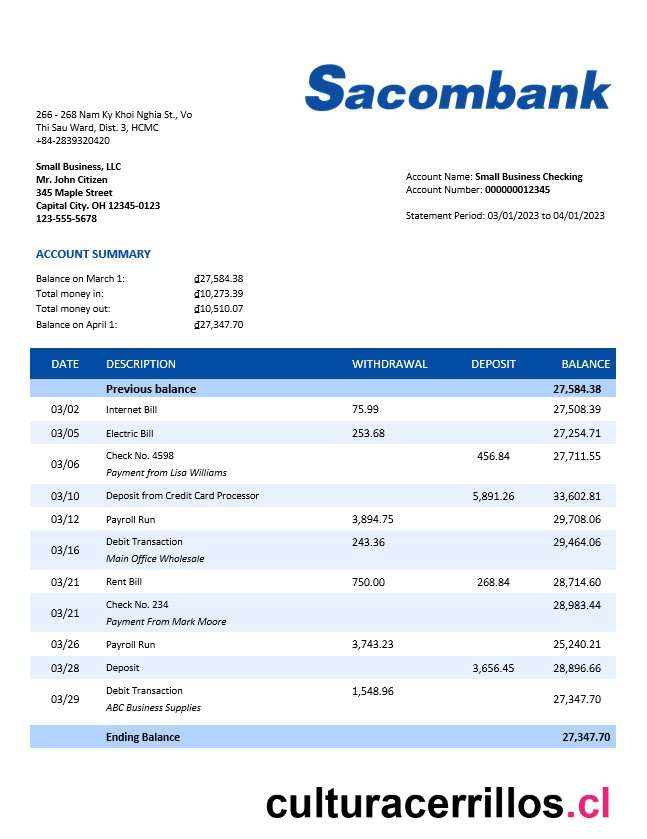 Sacombank
266 - 268 Nam Ky Khoi Nghia St., Vo
Thi Sau Ward, Dist. 3, HCMC
+84-2839320420
Small Business, LLC
Mr. John Citizen
345 Maple Street
Capital City. OH 12345-0123
123-555-5678
Account Name: Small Business Checking
Account Number: 000000012345
Statement Period: 03/01/2023 to 04/01/2023
ACCOUNT SUMMARY
Balance on March 1: ₫27,584.38
Total money in: ₫10,273.39
Total money out: ₫10,510.07
Balance on April 1: ₫27,347.70
DATE DESCRIPTION WITHDRAWAL DEPOSIT BALANCE
Previous balance 27,584.38
03/02 Internet Bill 75.99 27,508.39
03/05 Electric Bill 253.68 27,254.71
03/06 Check No. 4598 456.84 27,711.55
Payment from Lisa Williams
03/10 Deposit from Credit Card Processor 5,891.26 33,602.81
03/12 Payroll Run 3,894.75 29,708.06
03/16 Debit Transaction 243.36 29,464.06
Main Office Wholesale
03/21 Rent Bill 750.00 268.84 28,714.60
03/21 Check No. 234 28,983.44
Payment From Mark Moore
03/26 Payroll Run 3,743.23 25,240.21
03/28 Deposit 3,656.45 28,896.66
03/29 Debit Transaction 1,548.96 27,347.70
ABC Business Supplies
Ending Balance 27,347.70
culturacerrillos.cl